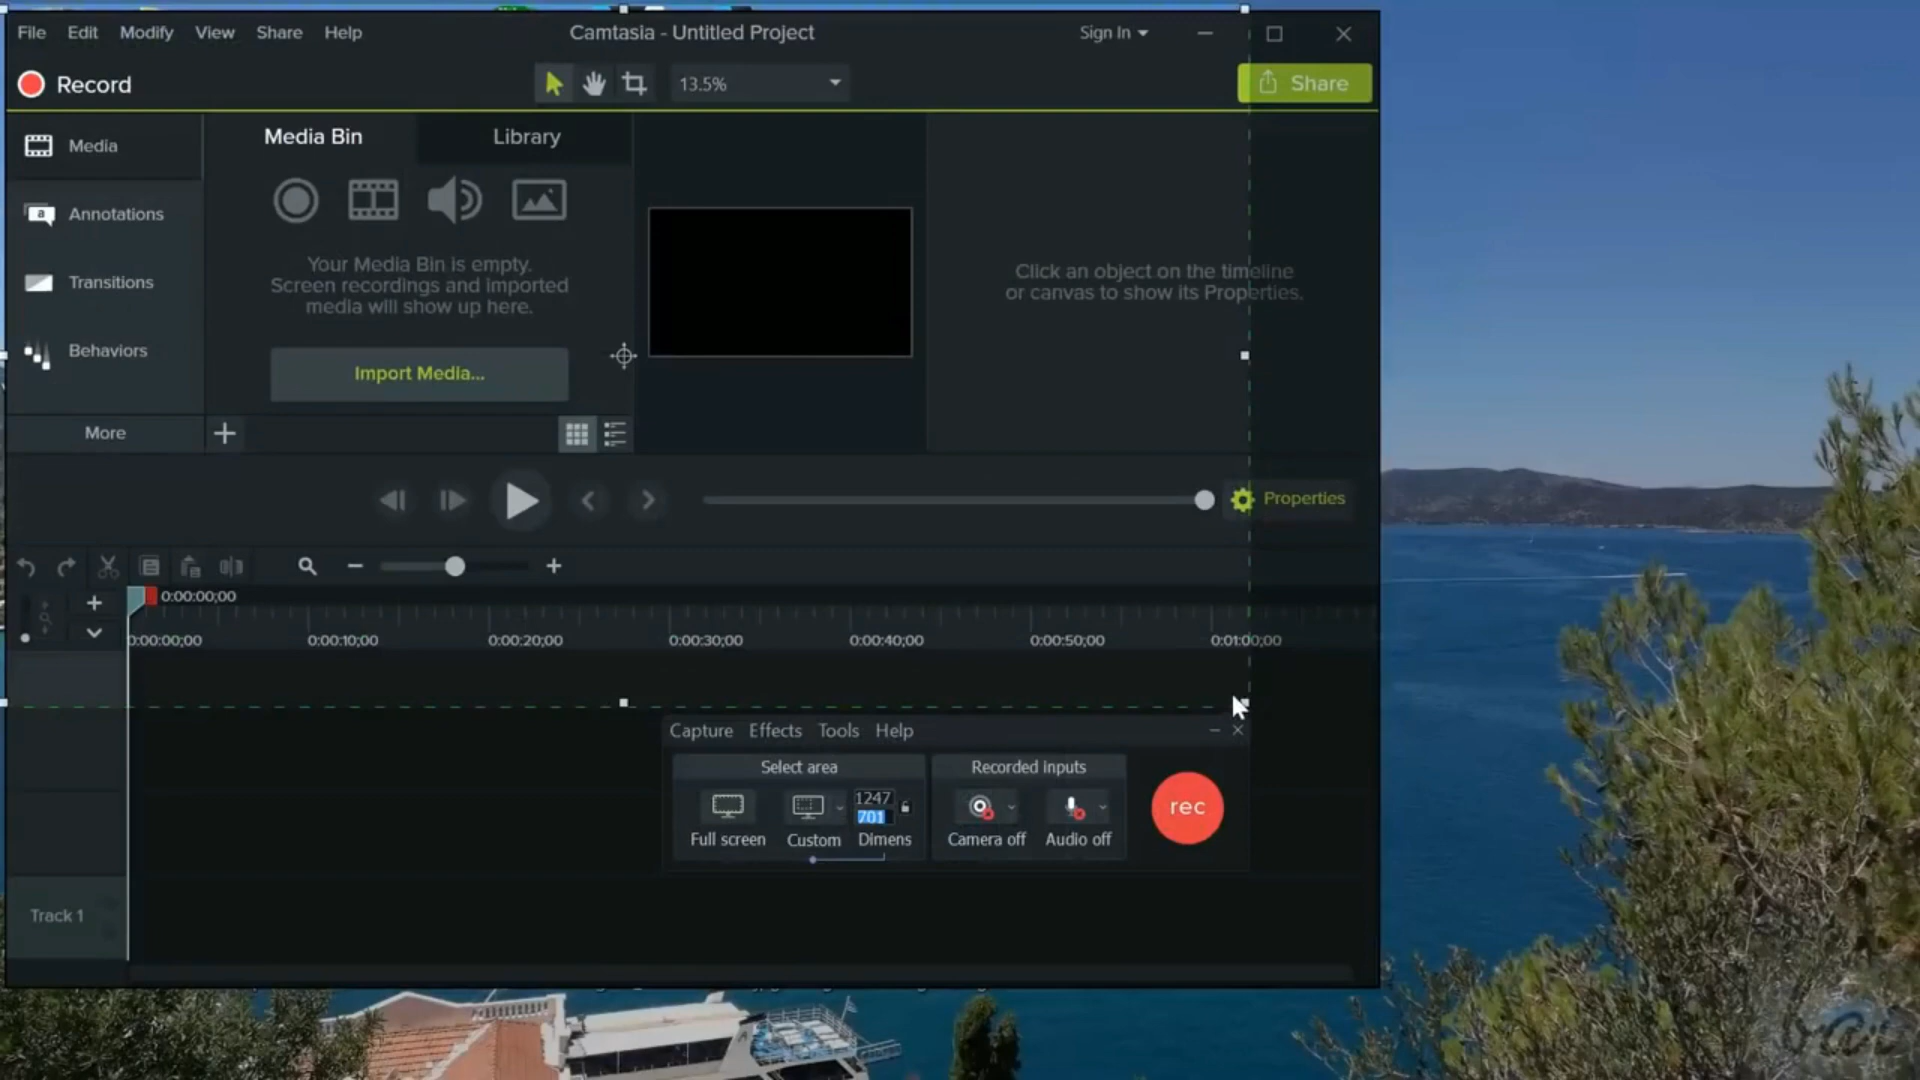 File Edit Modify View Share Help
Camtasia - Untitled Project
Sign In
Record
13.5%
Share
Media
Media Bin
Library
Annotations
Transitions
Behaviors
Your Media Bin is empty.
Screen recordings and imported
media will show up here.
Import Media...
Click an object on the timeline
or canvas to show its Properties.
More
Properties
0:00:00;00
0:00:00;00 0:00:10;00 0:00:20;00 0:00:30;00 0:00:40;00 0:00:50;00 0:01:00;00
Capture Effects Tools Help
Select area
Recorded inputs
1247
701
rec
Full screen Custom Dimens
Camera off Audio off
Track 1